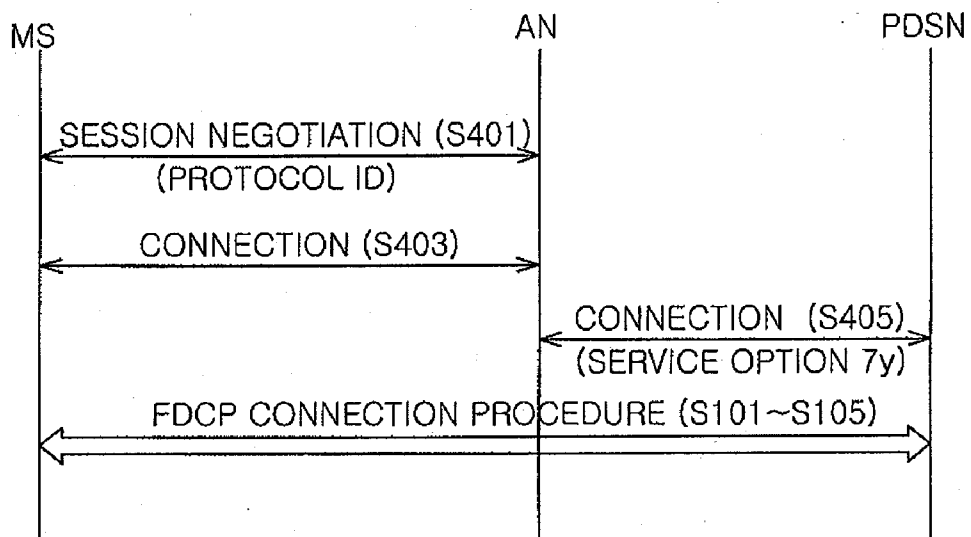 MS
AN
PDSN
SESSION NEGOTIATION (S401)
(PROTOCOL ID)
CONNECTION (S403)
CONNECTION (S405)
(SERVICE OPTION 7y)
FDCP CONNECTION PROCEDURE (S101~S105)